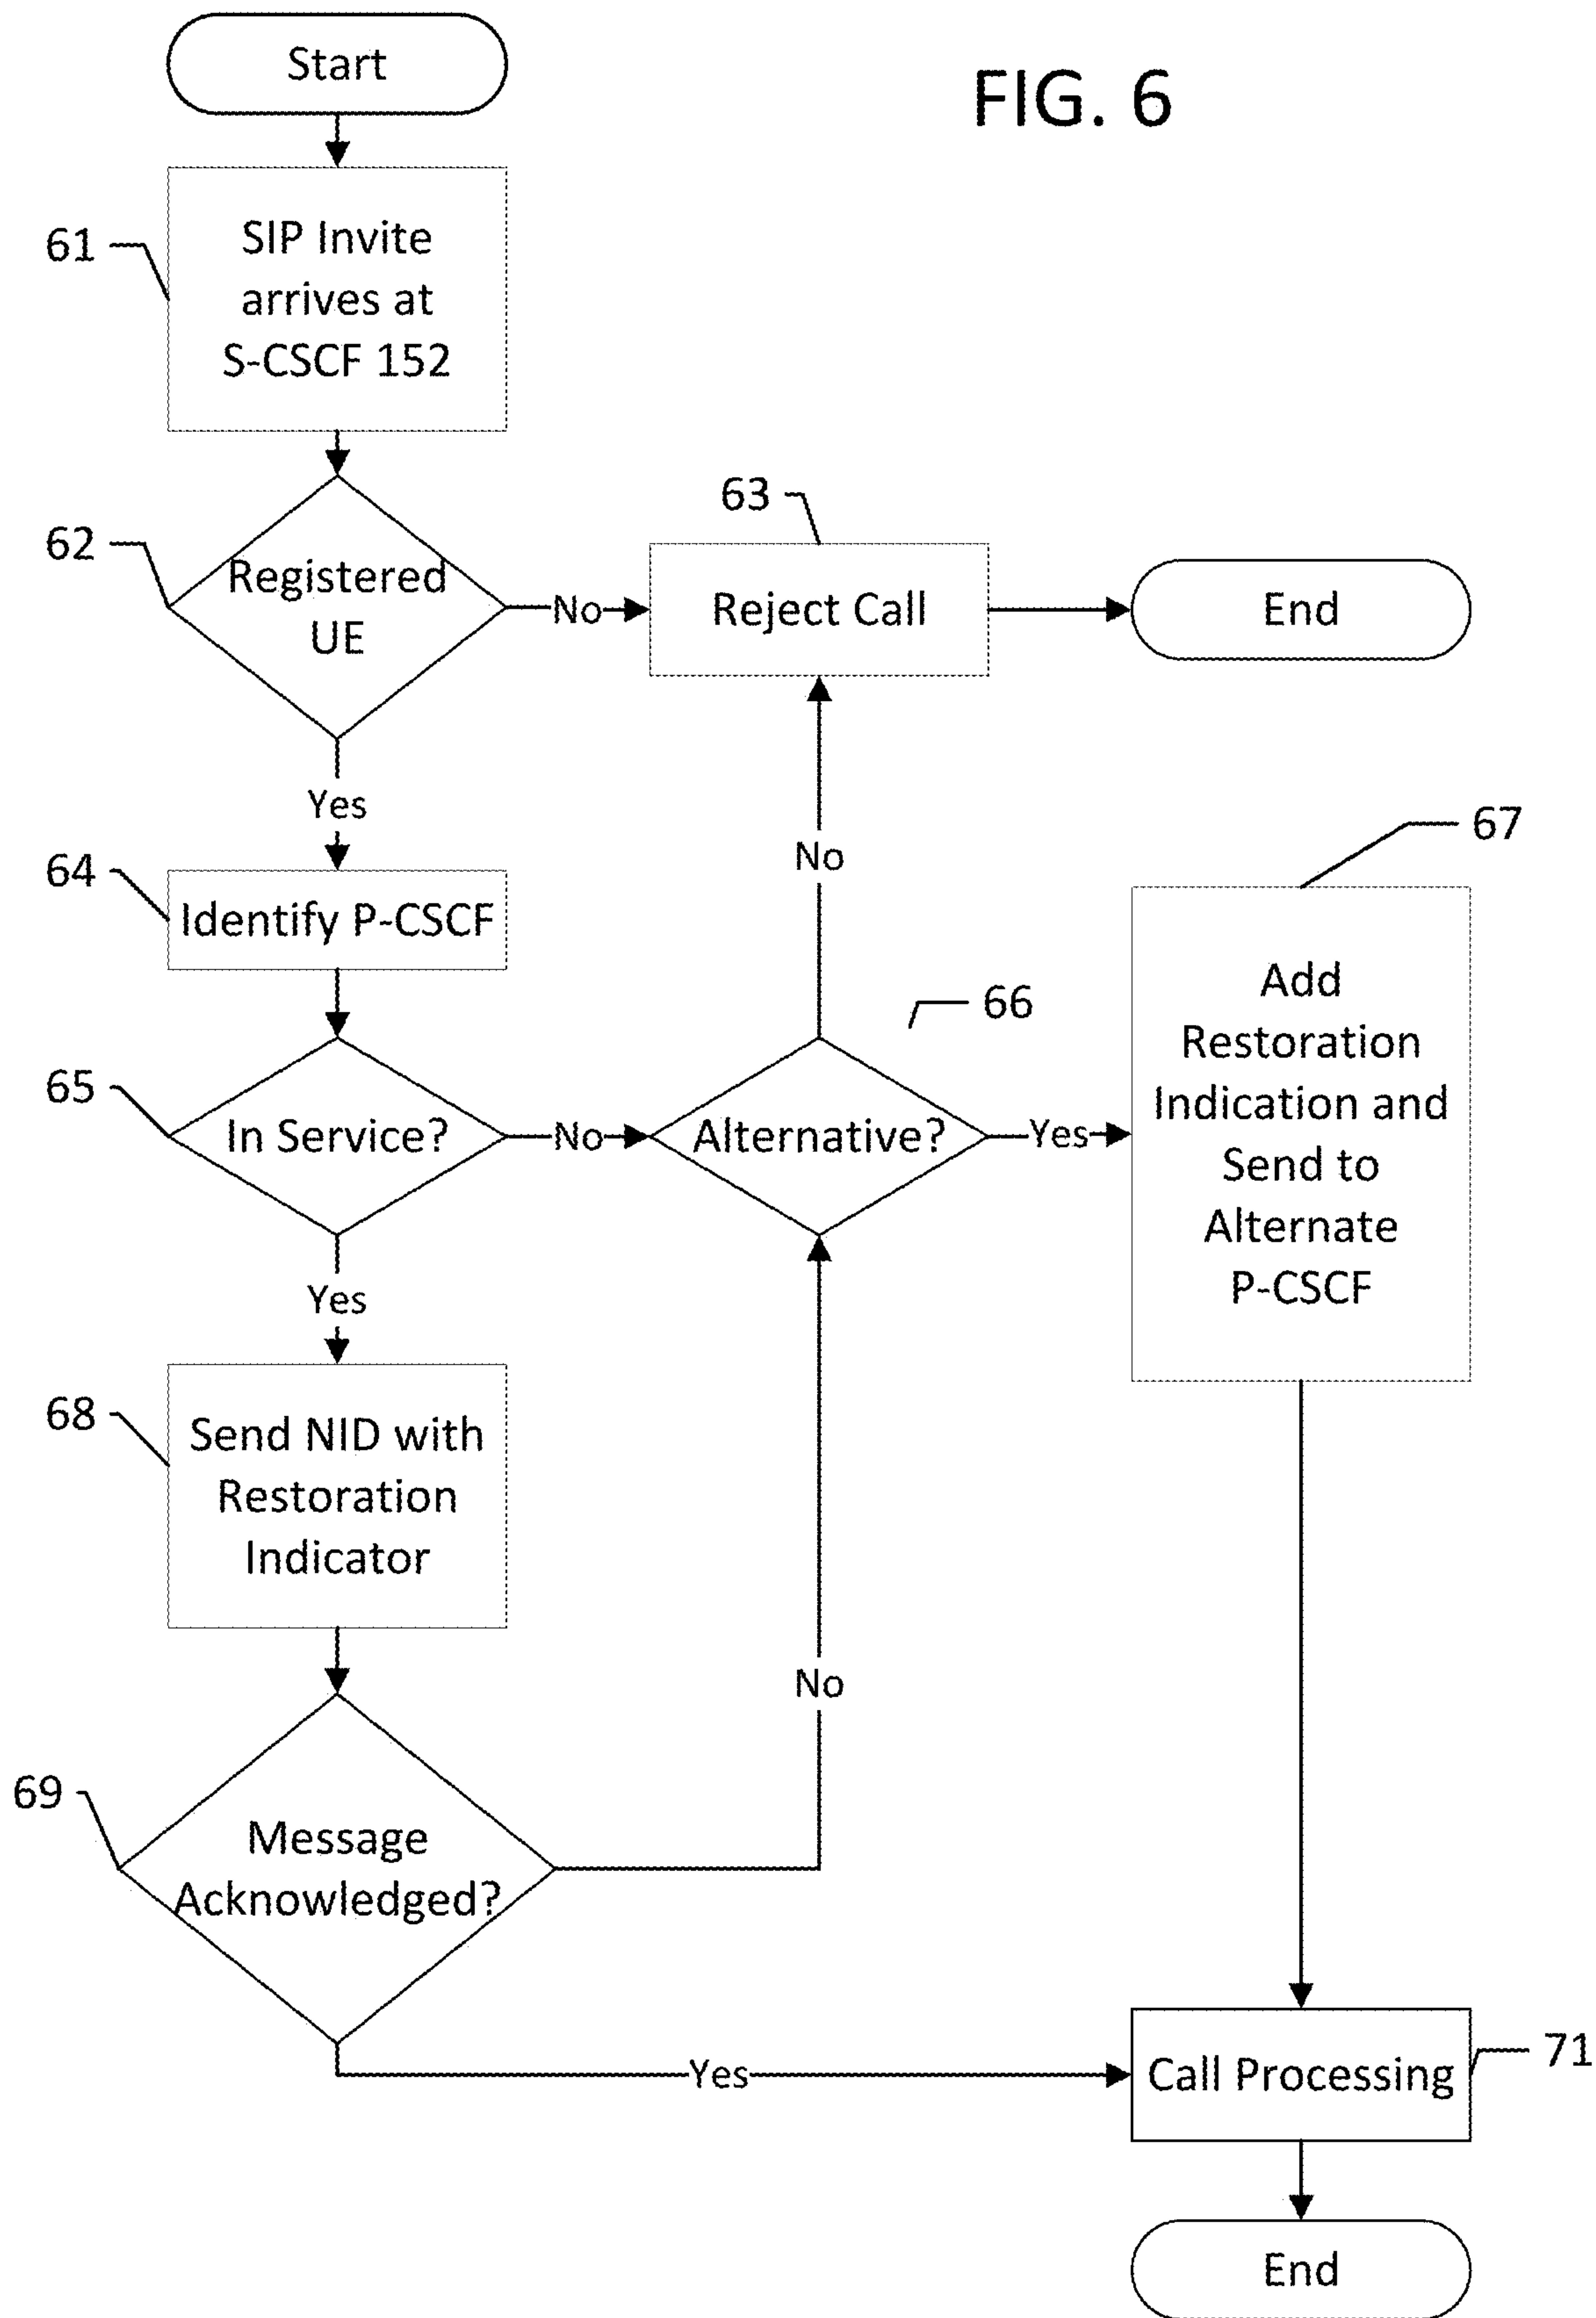 Start
FIG. 6
61
SIP Invite
arrives at
S-CSCF 152
62
Registered
UE
No
63
Reject Call
End
Yes
64
Identify P-CSCF
No
67
66
65
In Service?
No
Alternative?
Yes
Add
Restoration
Indication and
Send to
Alternate
P-CSCF
Yes
68
Send NID with
Restoration
Indicator
No
69
Message
Acknowledged?
Yes
Call Processing
71
End